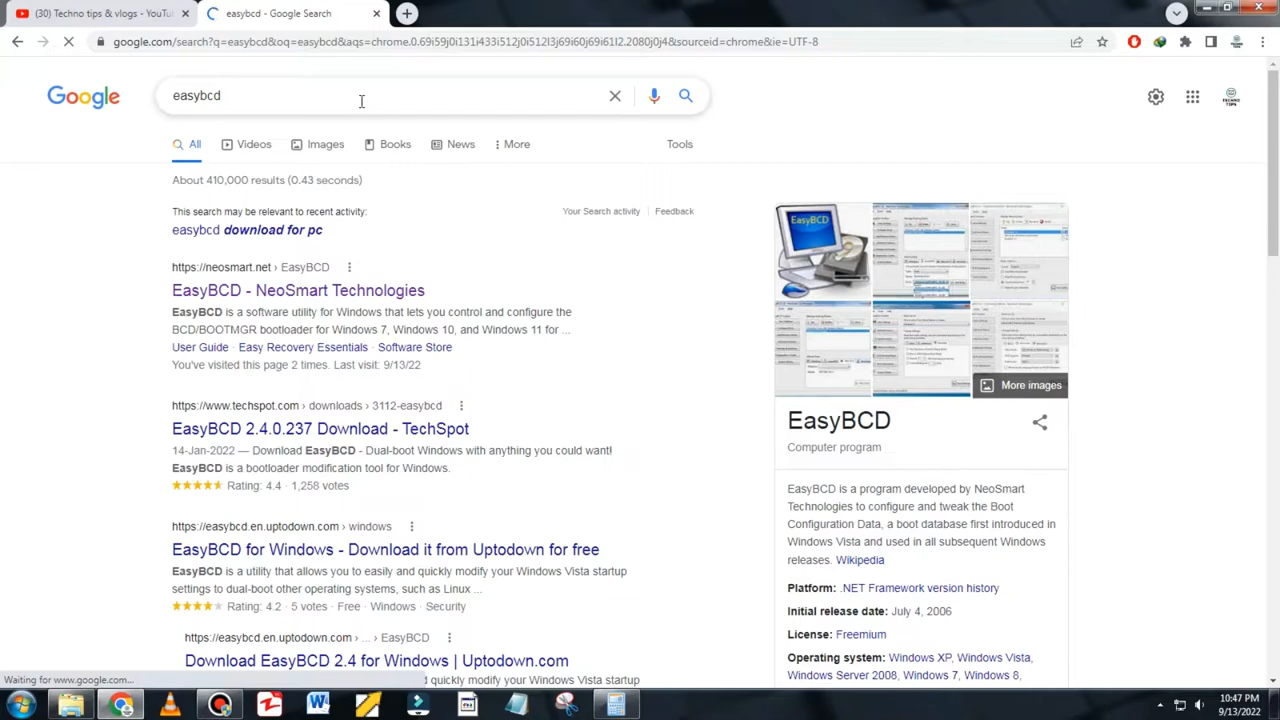 (30) Techno tips & vlogs - YouTu
easybcd - Google Search
google.com/search?q=easybcd&oq=easybcd&aqs=chrome.0.69i59j0i131i433i512j0i512l3j69i60j69i61l2.2080j0j4&sourceid=chrome&ie=UTF-8
Google
easybcd
All
Videos
Images
Books
News
More
Tools
About 410,000 results (0.43 seconds)
This search may be relevant to recent activity:
Your Search activity
Feedback
easybcd download pc
https://neosmart.net
BCD
EasyBCD - NeoSmart Technologies
EasyBCD Windows that lets you control and configure the
BCD, BOOTMGR Windows 7, Windows 10, and Windows 11 for ...
User Guide · Easy Recovery Essentials · Software Store
this page Last visit: 9/13/22
https://www.techspot.com › downloads › 3112-easybcd
EasyBCD 2.4.0.237 Download - TechSpot
14-Jan-2022 — Download EasyBCD - Dual-boot Windows with anything you could want!
EasyBCD is a bootloader modification tool for Windows.
Rating: 4.4 · 1,258 votes
https://easybcd.en.uptodown.com › windows
EasyBCD for Windows - Download it from Uptodown for free
EasyBCD is a utility that allows you to easily and quickly modify your Windows Vista startup
settings to dual-boot other operating systems, such as Linux ...
Rating: 4.2 · 5 votes · Free · Windows · Security
https://easybcd.en.uptodown.com › ... › EasyBCD
Download EasyBCD 2.4 for Windows | Uptodown.com
quickly modify your Windows Vista startup
EasyBCD
More images
EasyBCD
Computer program
EasyBCD is a program developed by NeoSmart
Technologies to configure and tweak the Boot
Configuration Data, a boot database first introduced in
Windows Vista and used in all subsequent Windows
releases. Wikipedia
Platform: .NET Framework version history
Initial release date: July 4, 2006
License: Freemium
Operating system: Windows XP, Windows Vista,
Windows Server 2008, Windows 7, Windows 8,
Waiting for www.google.com...
10:47 PM
9/13/2022